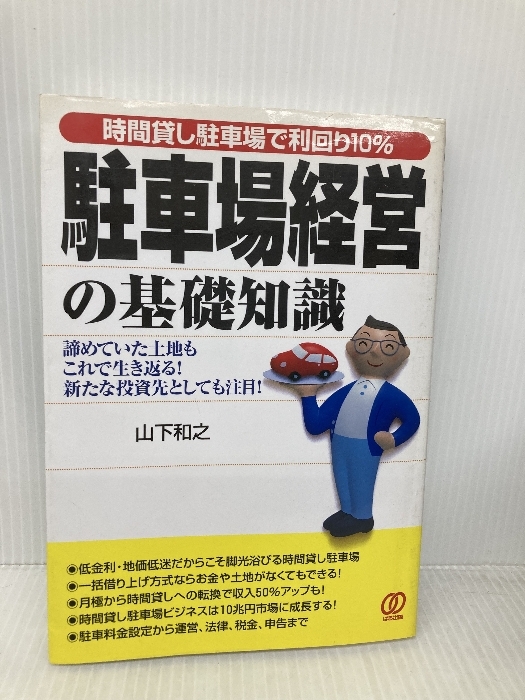 時間貸し駐車場で利回り10%
駐車場経営
の基礎知識
諦めていた土地も
これで生き返る!
新たな投資先としても注目!
山下和之
◉低金利・地価低迷だからこそ脚光浴びる時間貸し駐車場
◉一括借り上げ方式ならお金や土地がなくてもできる!
◉月極から時間貸しへの転換で収入50%アップも!
◉時間貸し駐車場ビジネスは10兆円市場に成長する!
◉駐車料金設定から運営、法律、税金、申告まで
ぱる出版